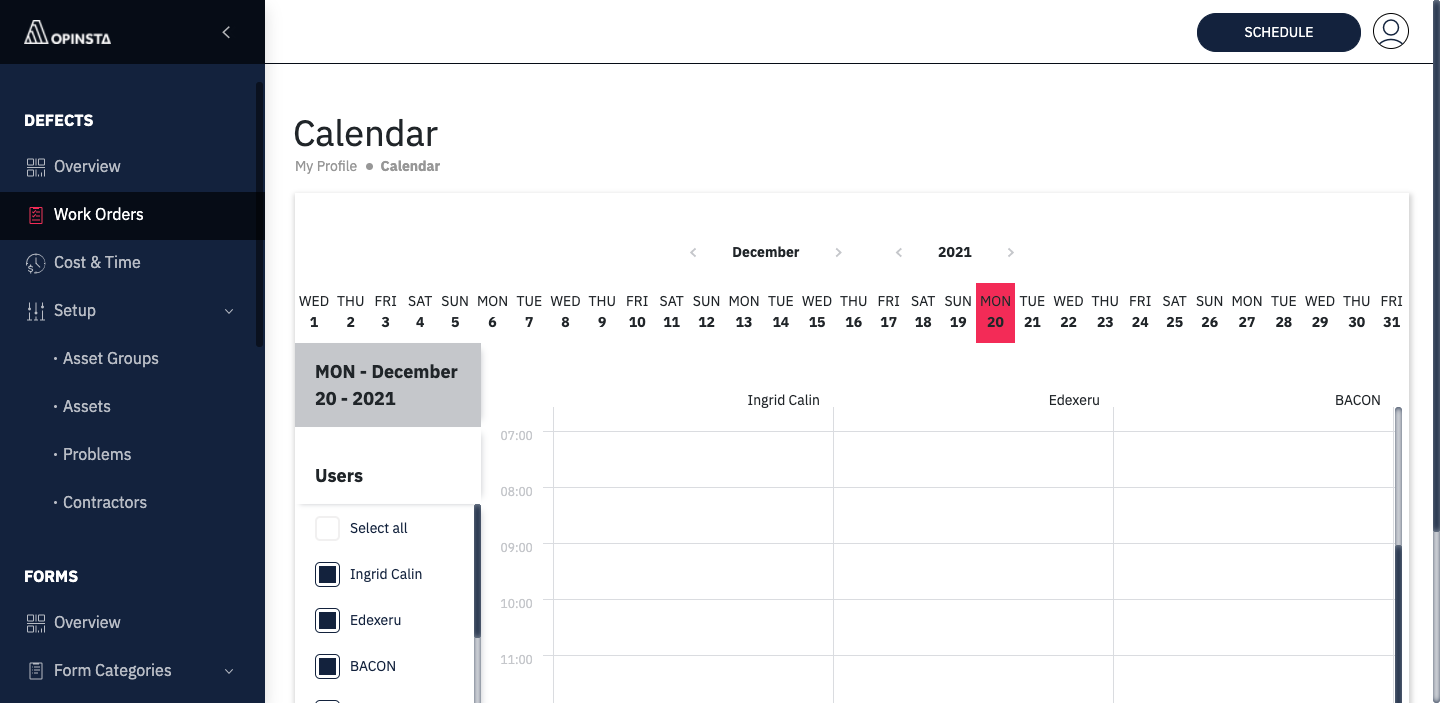 OPINSTA
SCHEDULE
DEFECTS
Overview
Work Orders
Cost & Time
Setup
· Asset Groups
· Assets
· Problems
· Contractors
FORMS
Overview
Form Categories
Calendar
My Profile ● Calendar
< December > < 2021 >
WED THU FRI SAT SUN MON TUE WED THU FRI SAT SUN MON TUE WED THU FRI SAT SUN MON TUE WED THU FRI SAT SUN MON TUE WED THU FRI
1 2 3 4 5 6 7 8 9 10 11 12 13 14 15 16 17 18 19 20 21 22 23 24 25 26 27 28 29 30 31
MON - December
20 - 2021
Users
Select all
Ingrid Calin
Edexeru
BACON
Ingrid Calin Edexeru BACON
07:00
08:00
09:00
10:00
11:00